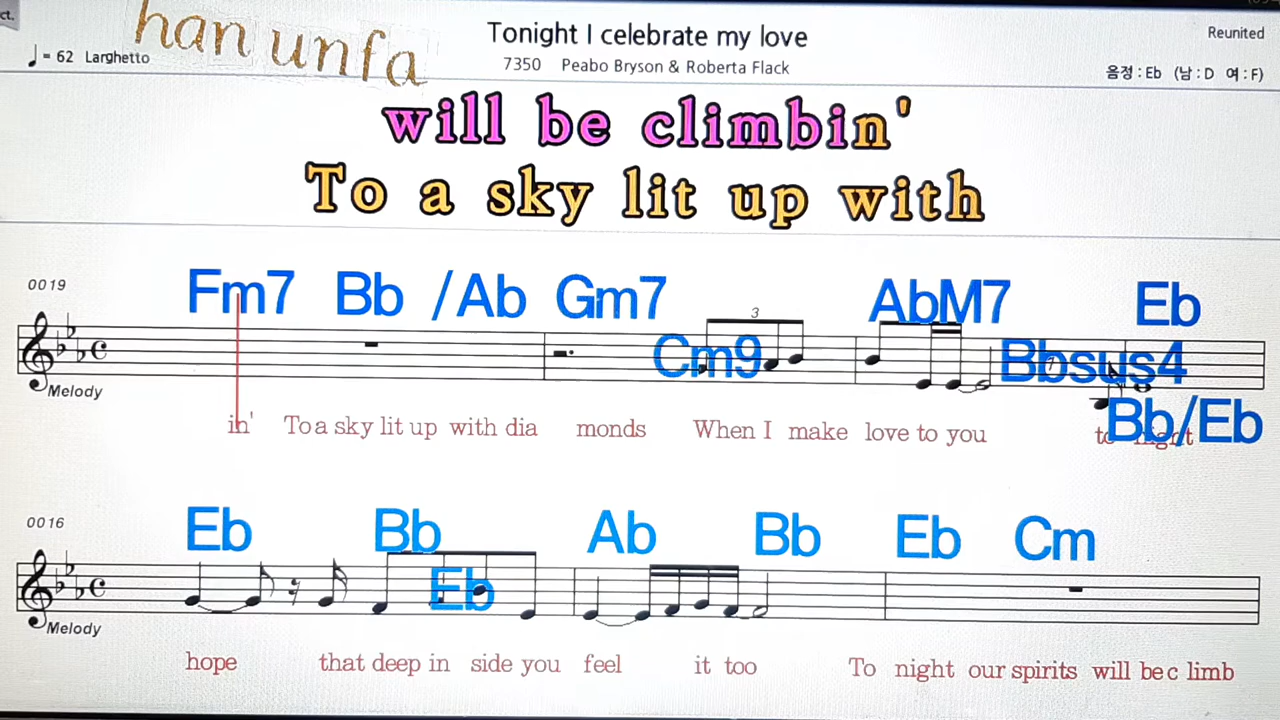 ct.
han unfa
♩ = 62 Larghetto
Tonight I celebrate my love
7350 Peabo Bryson & Roberta Flack
Reunited
음정 : Eb (남 : D 여 : F)
will be climbin'
To a sky lit up with
0019
Fm7 Bb /Ab Gm7 Cm9 AbM7 Bbsus4 Eb Bb/Eb
3
Melody
in' To a sky lit up with dia monds When I make love to you to night
0016
Eb Bb Eb Ab Bb Eb Cm
Melody
hope that deep in side you feel it too To night our spirits will be c limb